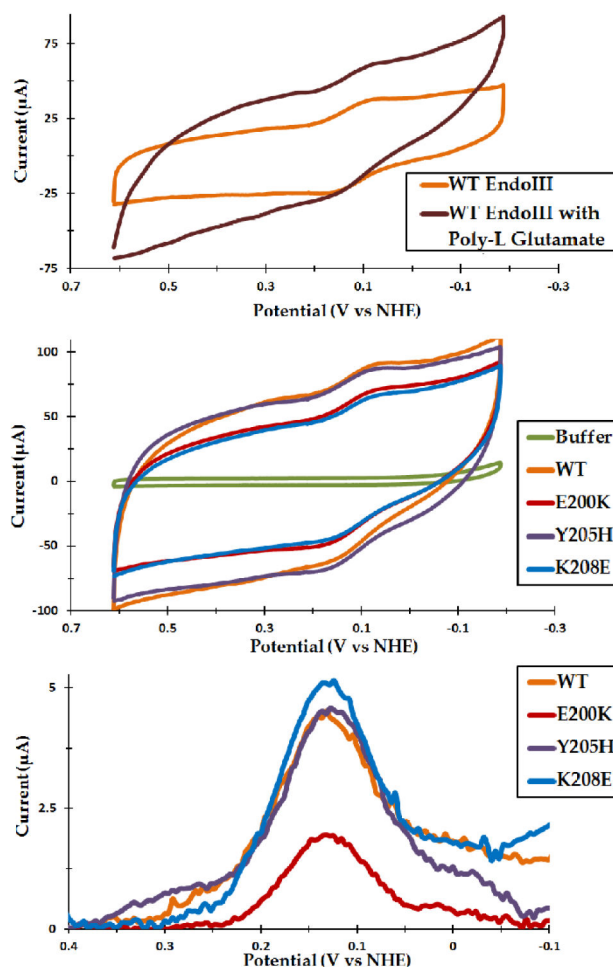 75
25
-25
-75
Current (µA)
WT EndoIII
WT EndoIII with
Poly-L Glutamate
0.7 0.5 0.3 0.1 -0.1 -0.3
Potential (V vs NHE)
100
50
0
-50
-100
Current (µA)
Buffer
WT
E200K
Y205H
K208E
0.7 0.5 0.3 0.1 -0.1 -0.3
Potential (V vs NHE)
5
2.5
0
Current (µA)
WT
E200K
Y205H
K208E
0.4 0.3 0.2 0.1 0 -0.1
Potential (V vs NHE)